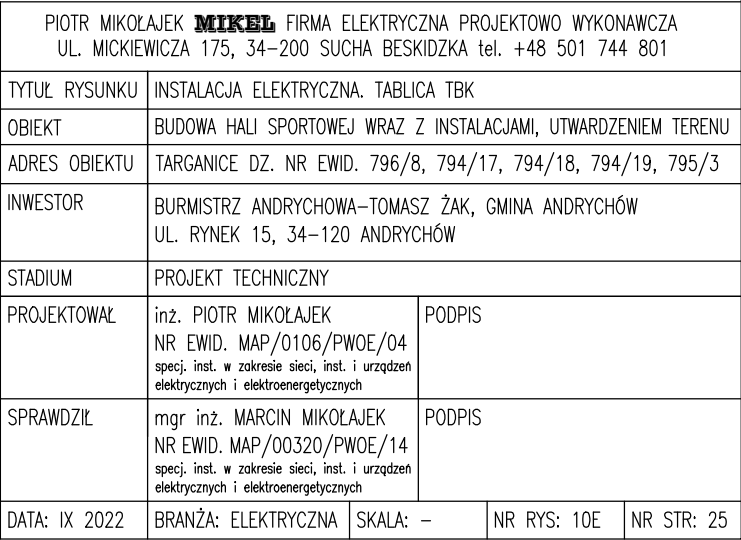 PIOTR MIKOŁAJEK MIKEL FIRMA ELEKTRYCZNA PROJEKTOWO WYKONAWCZA
UL. MICKIEWICZA 175, 34-200 SUCHA BESKIDZKA tel. +48 501 744 801
TYTUŁ RYSUNKU INSTALACJA ELEKTRYCZNA. TABLICA TBK
OBIEKT BUDOWA HALI SPORTOWEJ WRAZ Z INSTALACJAMI, UTWARDZENIEM TERENU
ADRES OBIEKTU TARGANICE DZ. NR EWID. 796/8, 794/17, 794/18, 794/19, 795/3
INWESTOR BURMISTRZ ANDRYCHOWA-TOMASZ ŻAK, GMINA ANDRYCHÓW
UL. RYNEK 15, 34-120 ANDRYCHÓW
STADIUM PROJEKT TECHNICZNY
PROJEKTOWAŁ inż. PIOTR MIKOŁAJEK PODPIS
NR EWID. MAP/0106/PWOE/04
specj. inst. w zakresie sieci, inst. i urządzeń
elektrycznych i elektroenergetycznych
SPRAWDZIŁ mgr inż. MARCIN MIKOŁAJEK PODPIS
NR EWID. MAP/00320/PWOE/14
specj. inst. w zakresie sieci, inst. i urządzeń
elektrycznych i elektroenergetycznych
DATA: IX 2022 BRANŻA: ELEKTRYCZNA SKALA: - NR RYS: 10E NR STR: 25